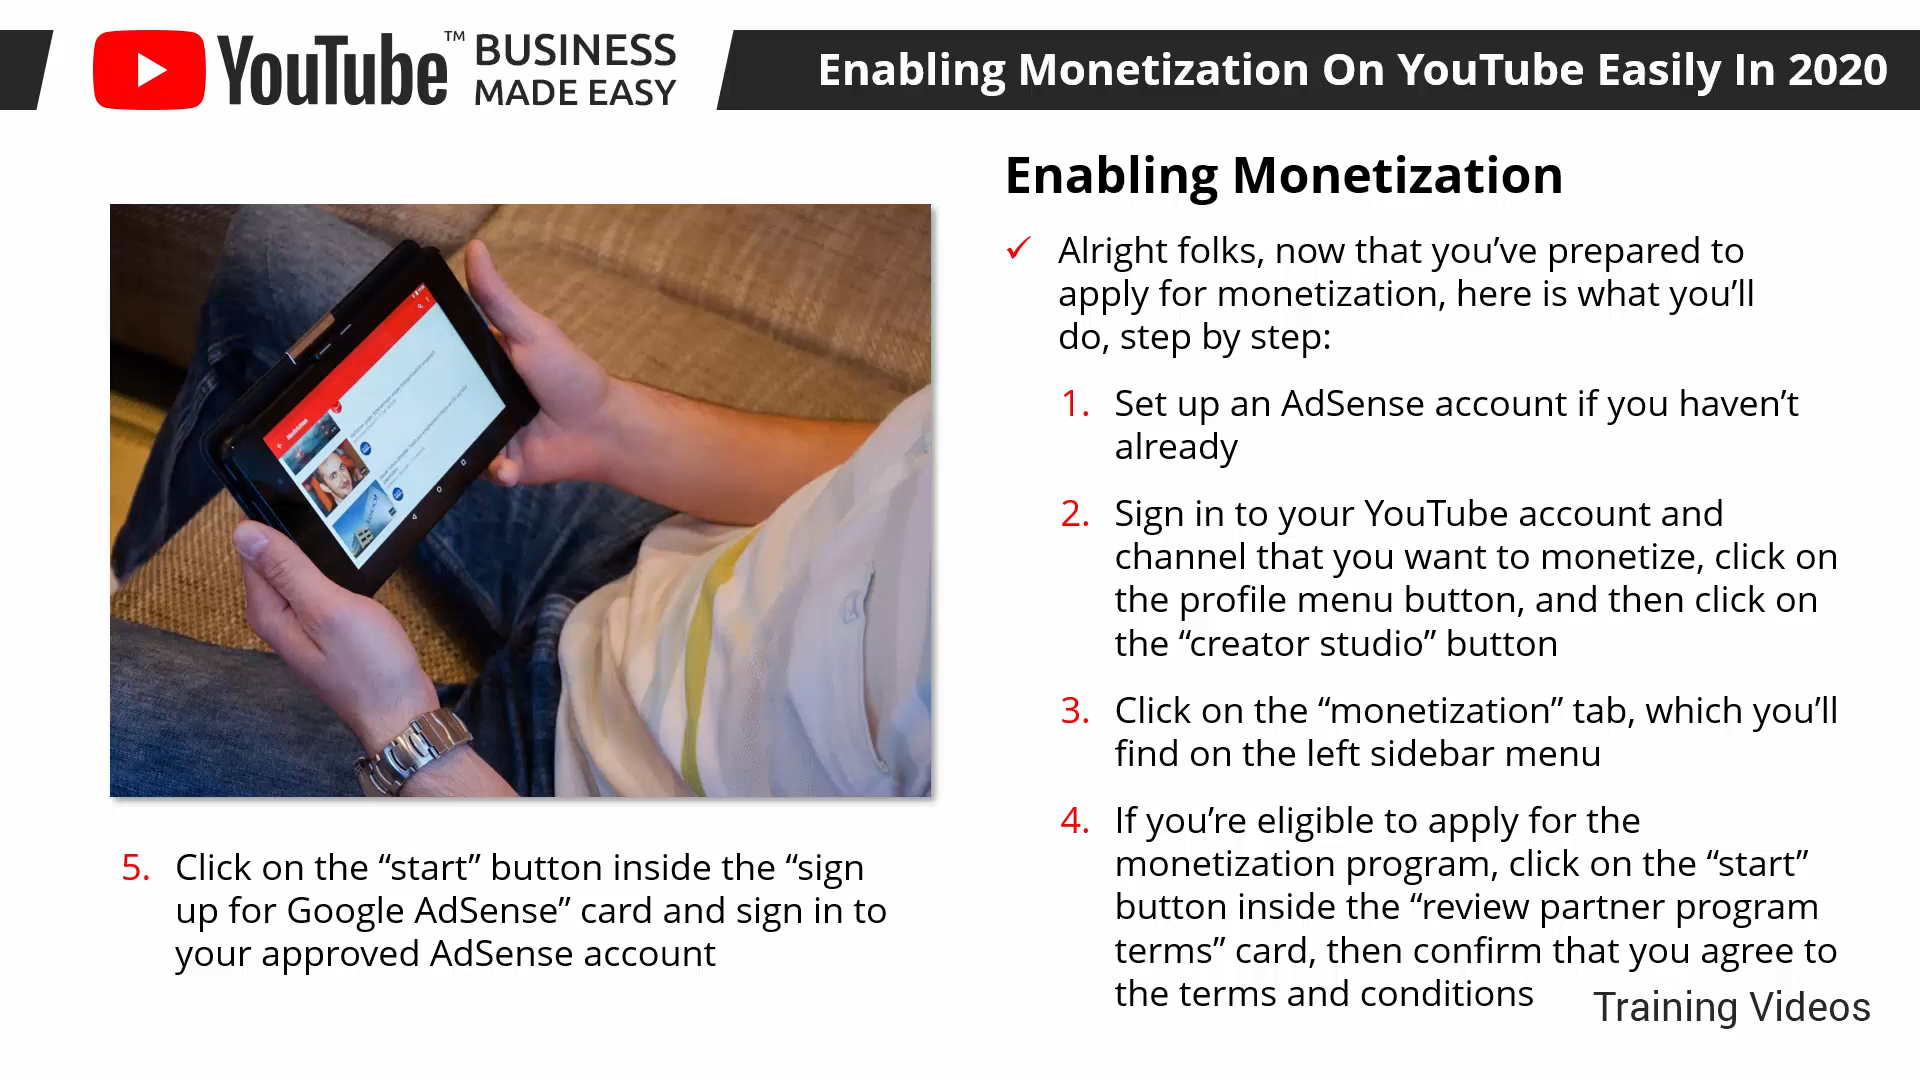 YouTube™ BUSINESS
MADE EASY
Enabling Monetization On YouTube Easily In 2020
Enabling Monetization
✓ Alright folks, now that you’ve prepared to
apply for monetization, here is what you’ll
do, step by step:
1. Set up an AdSense account if you haven’t
already
2. Sign in to your YouTube account and
channel that you want to monetize, click on
the profile menu button, and then click on
the “creator studio” button
3. Click on the “monetization” tab, which you’ll
find on the left sidebar menu
4. If you’re eligible to apply for the
monetization program, click on the “start”
button inside the “review partner program
terms” card, then confirm that you agree to
the terms and conditions
5. Click on the “start” button inside the “sign
up for Google AdSense” card and sign in to
your approved AdSense account
Training Videos